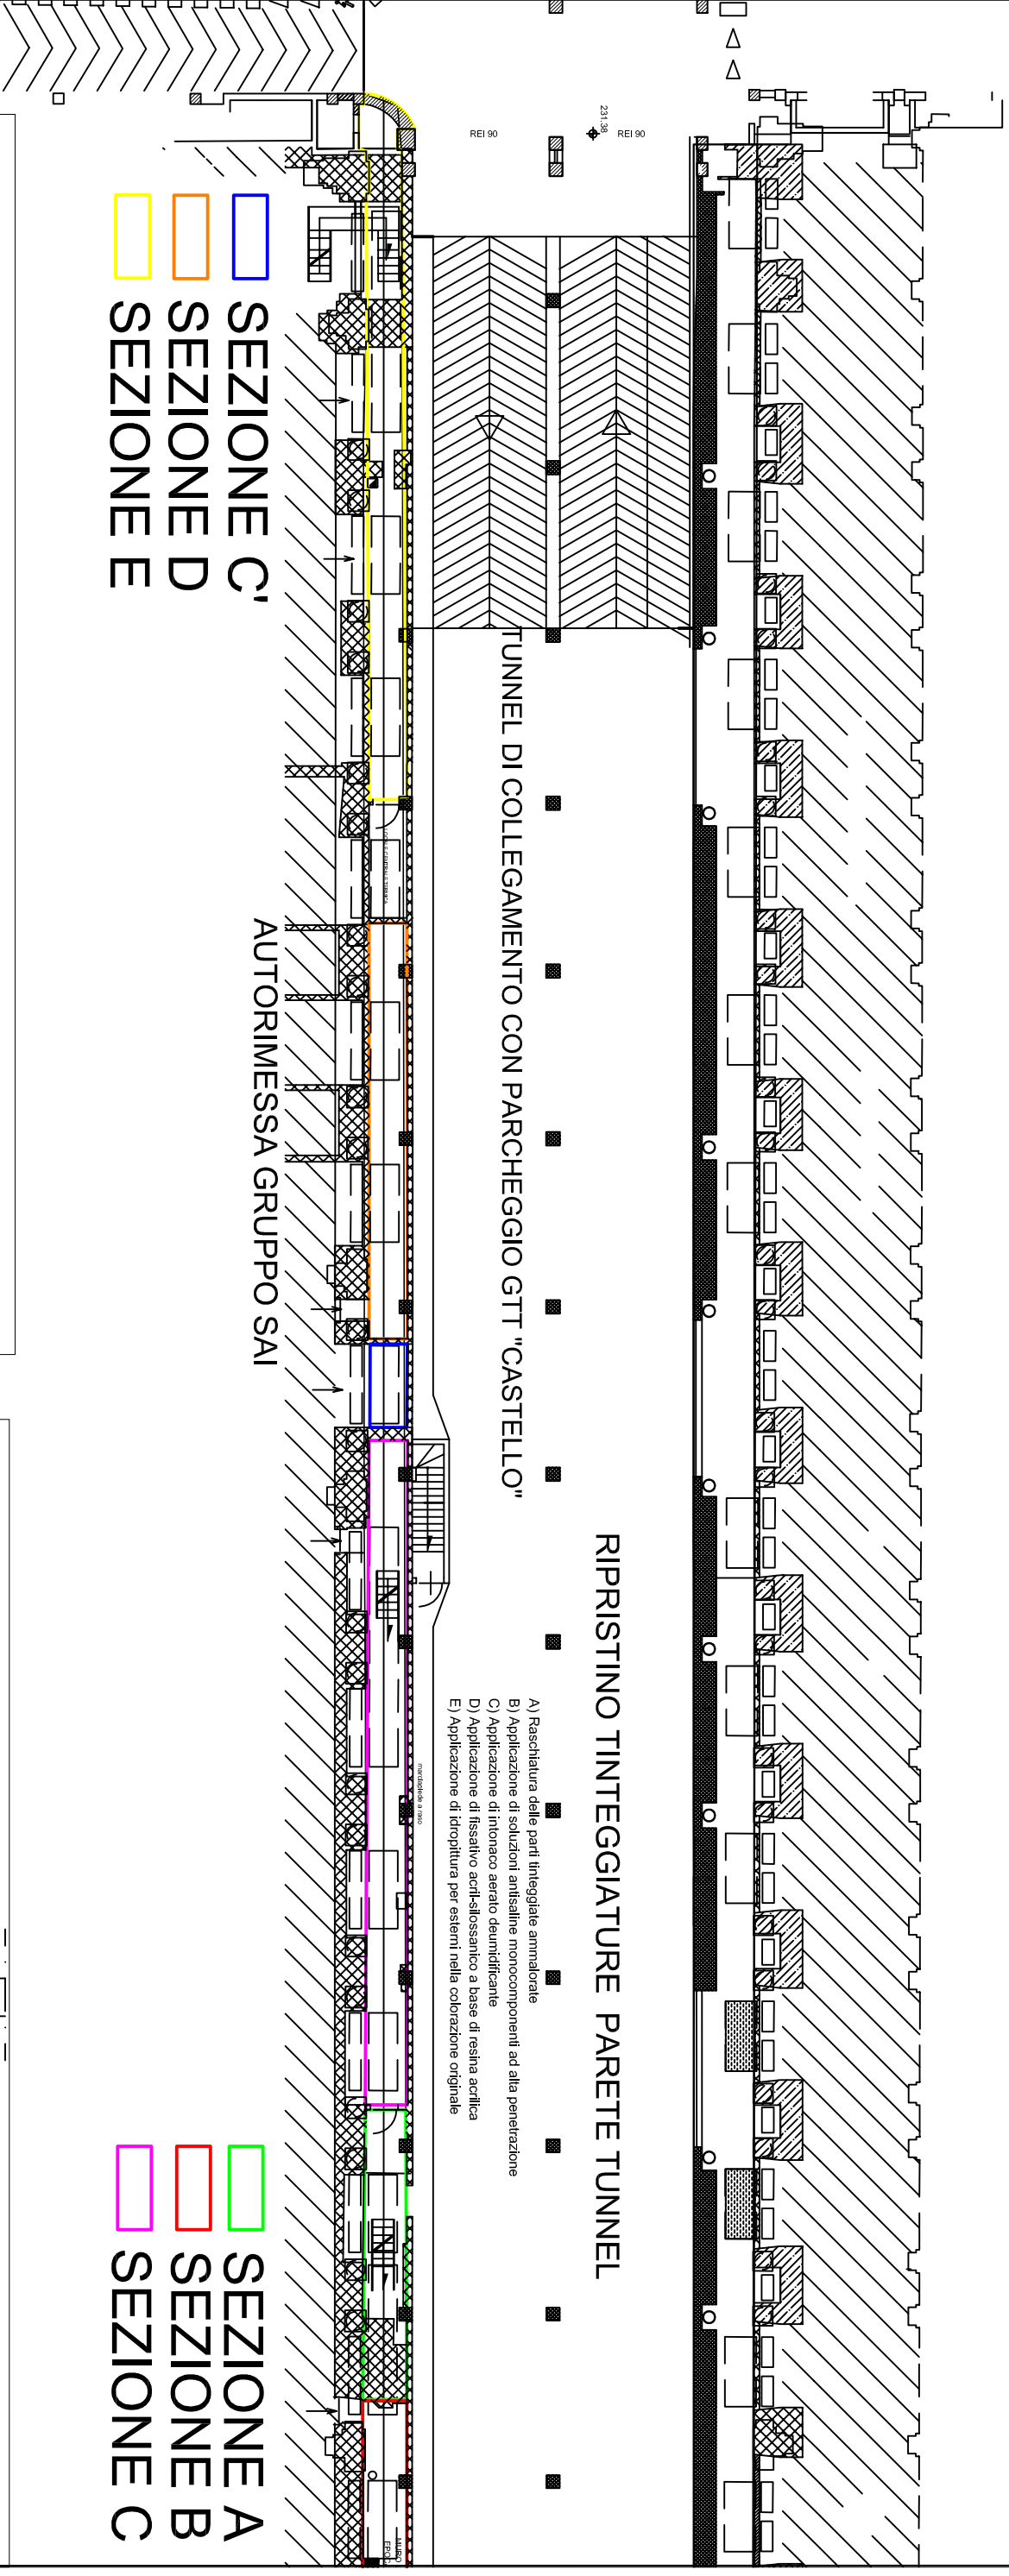 REI 90
231.38
REI 90
SEZIONE C'
SEZIONE D
SEZIONE E
TUNNEL DI COLLEGAMENTO CON PARCHEGGIO GTT "CASTELLO"
AUTORIMESSA GRUPPO SAI
RIPRISTINO TINTEGGIATURE PARETE TUNNEL
A) Raschiatura delle parti tinteggiate ammalorate
B) Applicazione di soluzioni antisaline monocomponenti ad alta penetrazione
C) Applicazione di intonaco aerato deumidificante
D) Applicazione di fissativo acril-silossanico a base di resina acrilica
E) Applicazione di idropittura per esterni nella colorazione originale
marciapiede a raso
SEZIONE A
SEZIONE B
SEZIONE C
MURO